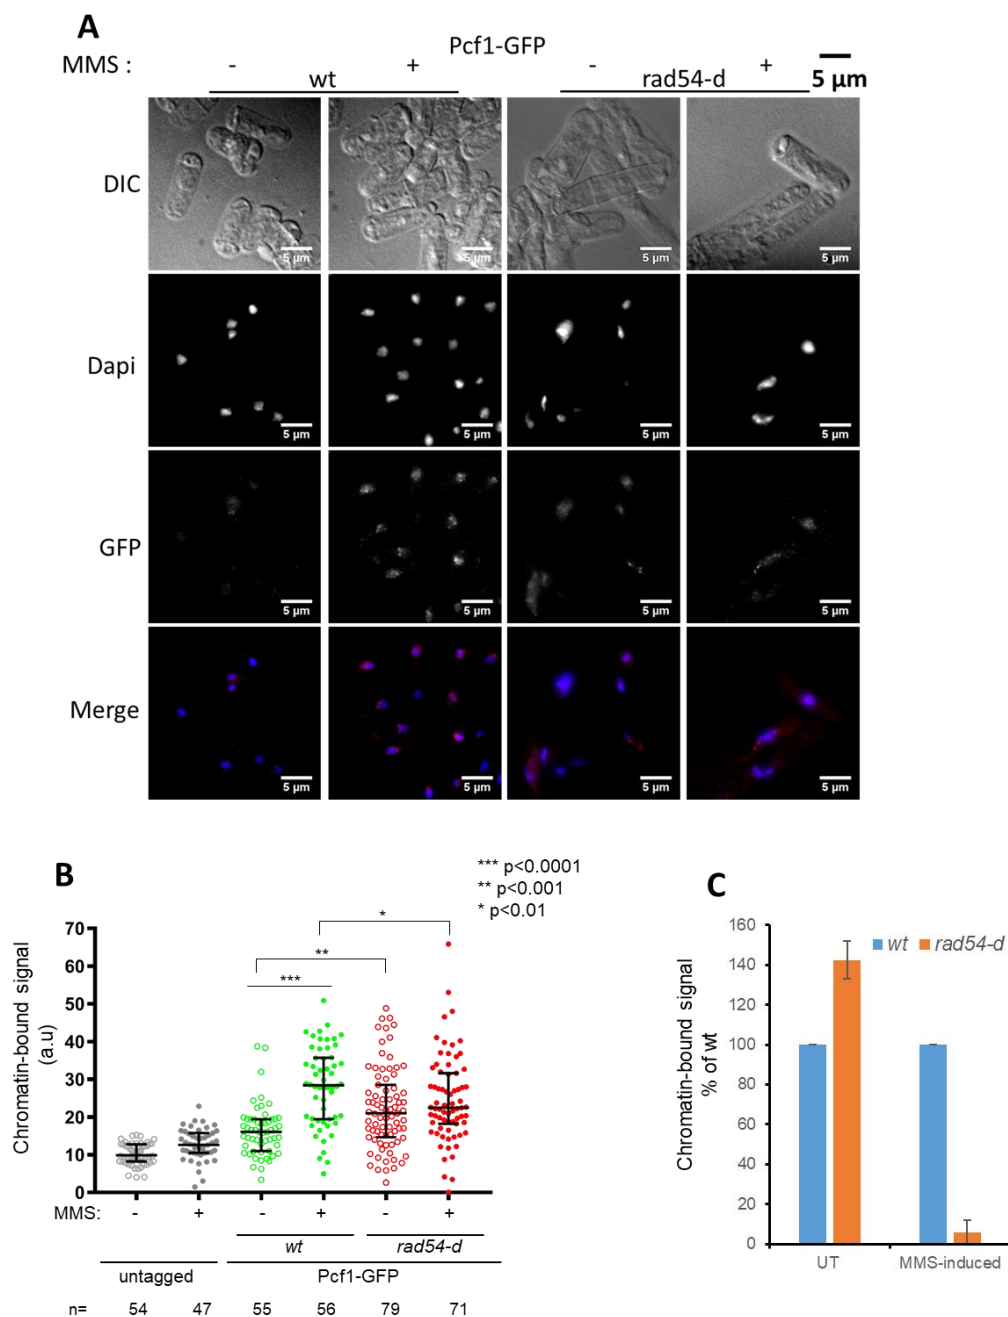 A
Pcf1-GFP
MMS : - + - + 5 µm
wt rad54-d
DIC
5 µm 5 µm 5 µm 5 µm
Dapi
5 µm 5 µm 5 µm 5 µm
GFP
5 µm 5 µm 5 µm 5 µm
Merge
5 µm 5 µm 5 µm 5 µm
B
*** p<0.0001
** p<0.001
* p<0.01
Chromatin-bound signal
(a.u)
70
60
50
40
30
20
10
0
*
**
***
MMS: - + - + - +
wt rad54-d
untagged Pcf1-GFP
n= 54 47 55 56 79 71
C
Chromatin-bound signal
% of wt
160
140
120
100
80
60
40
20
0
wt rad54-d
UT MMS-induced